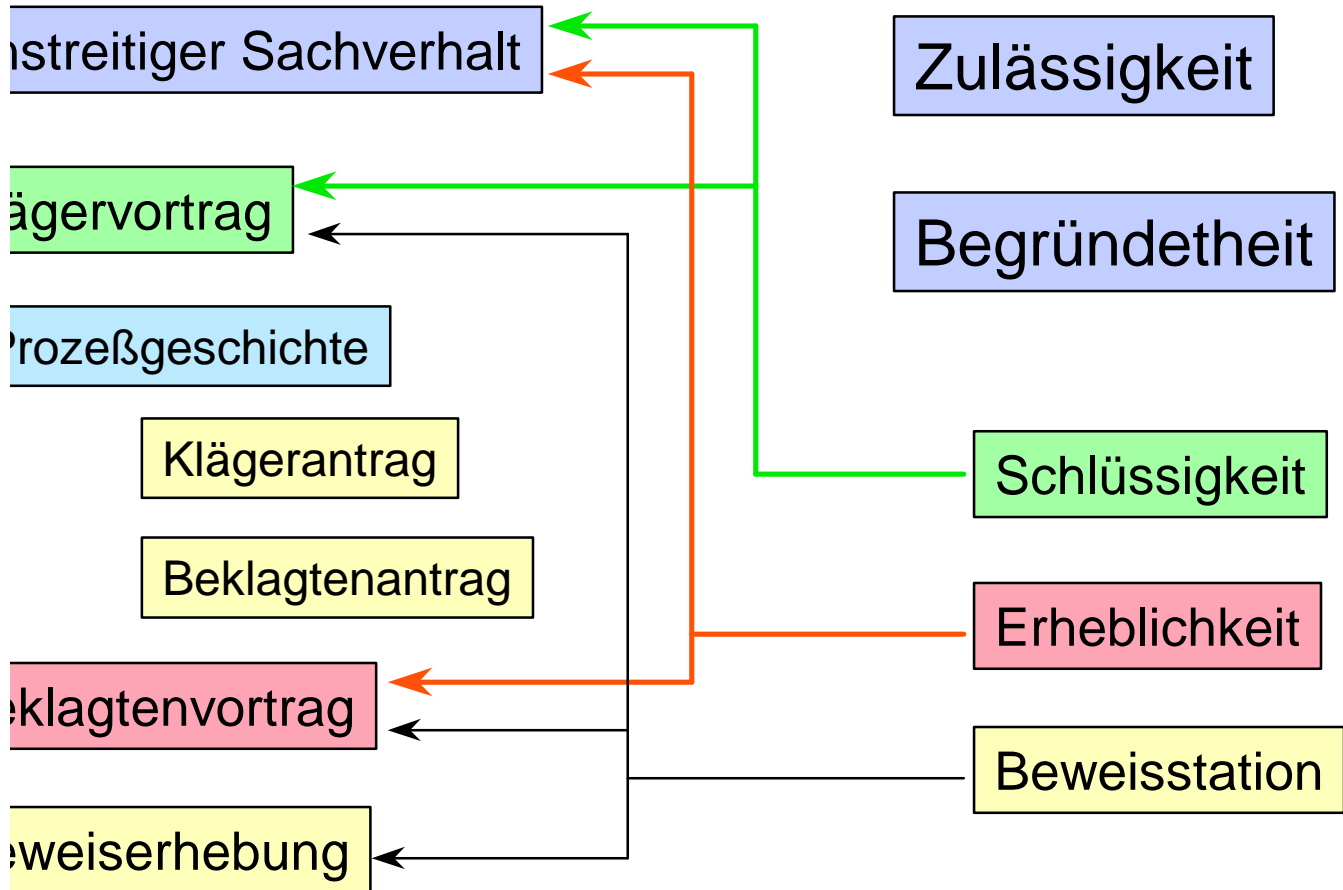 nstreitiger Sachverhalt
Zulässigkeit
ägervortrag
Begründetheit
Prozeßgeschichte
Klägerantrag
Schlüssigkeit
Beklagtenantrag
Erheblichkeit
eklagtenvortrag
Beweisstation
eweiserhebung